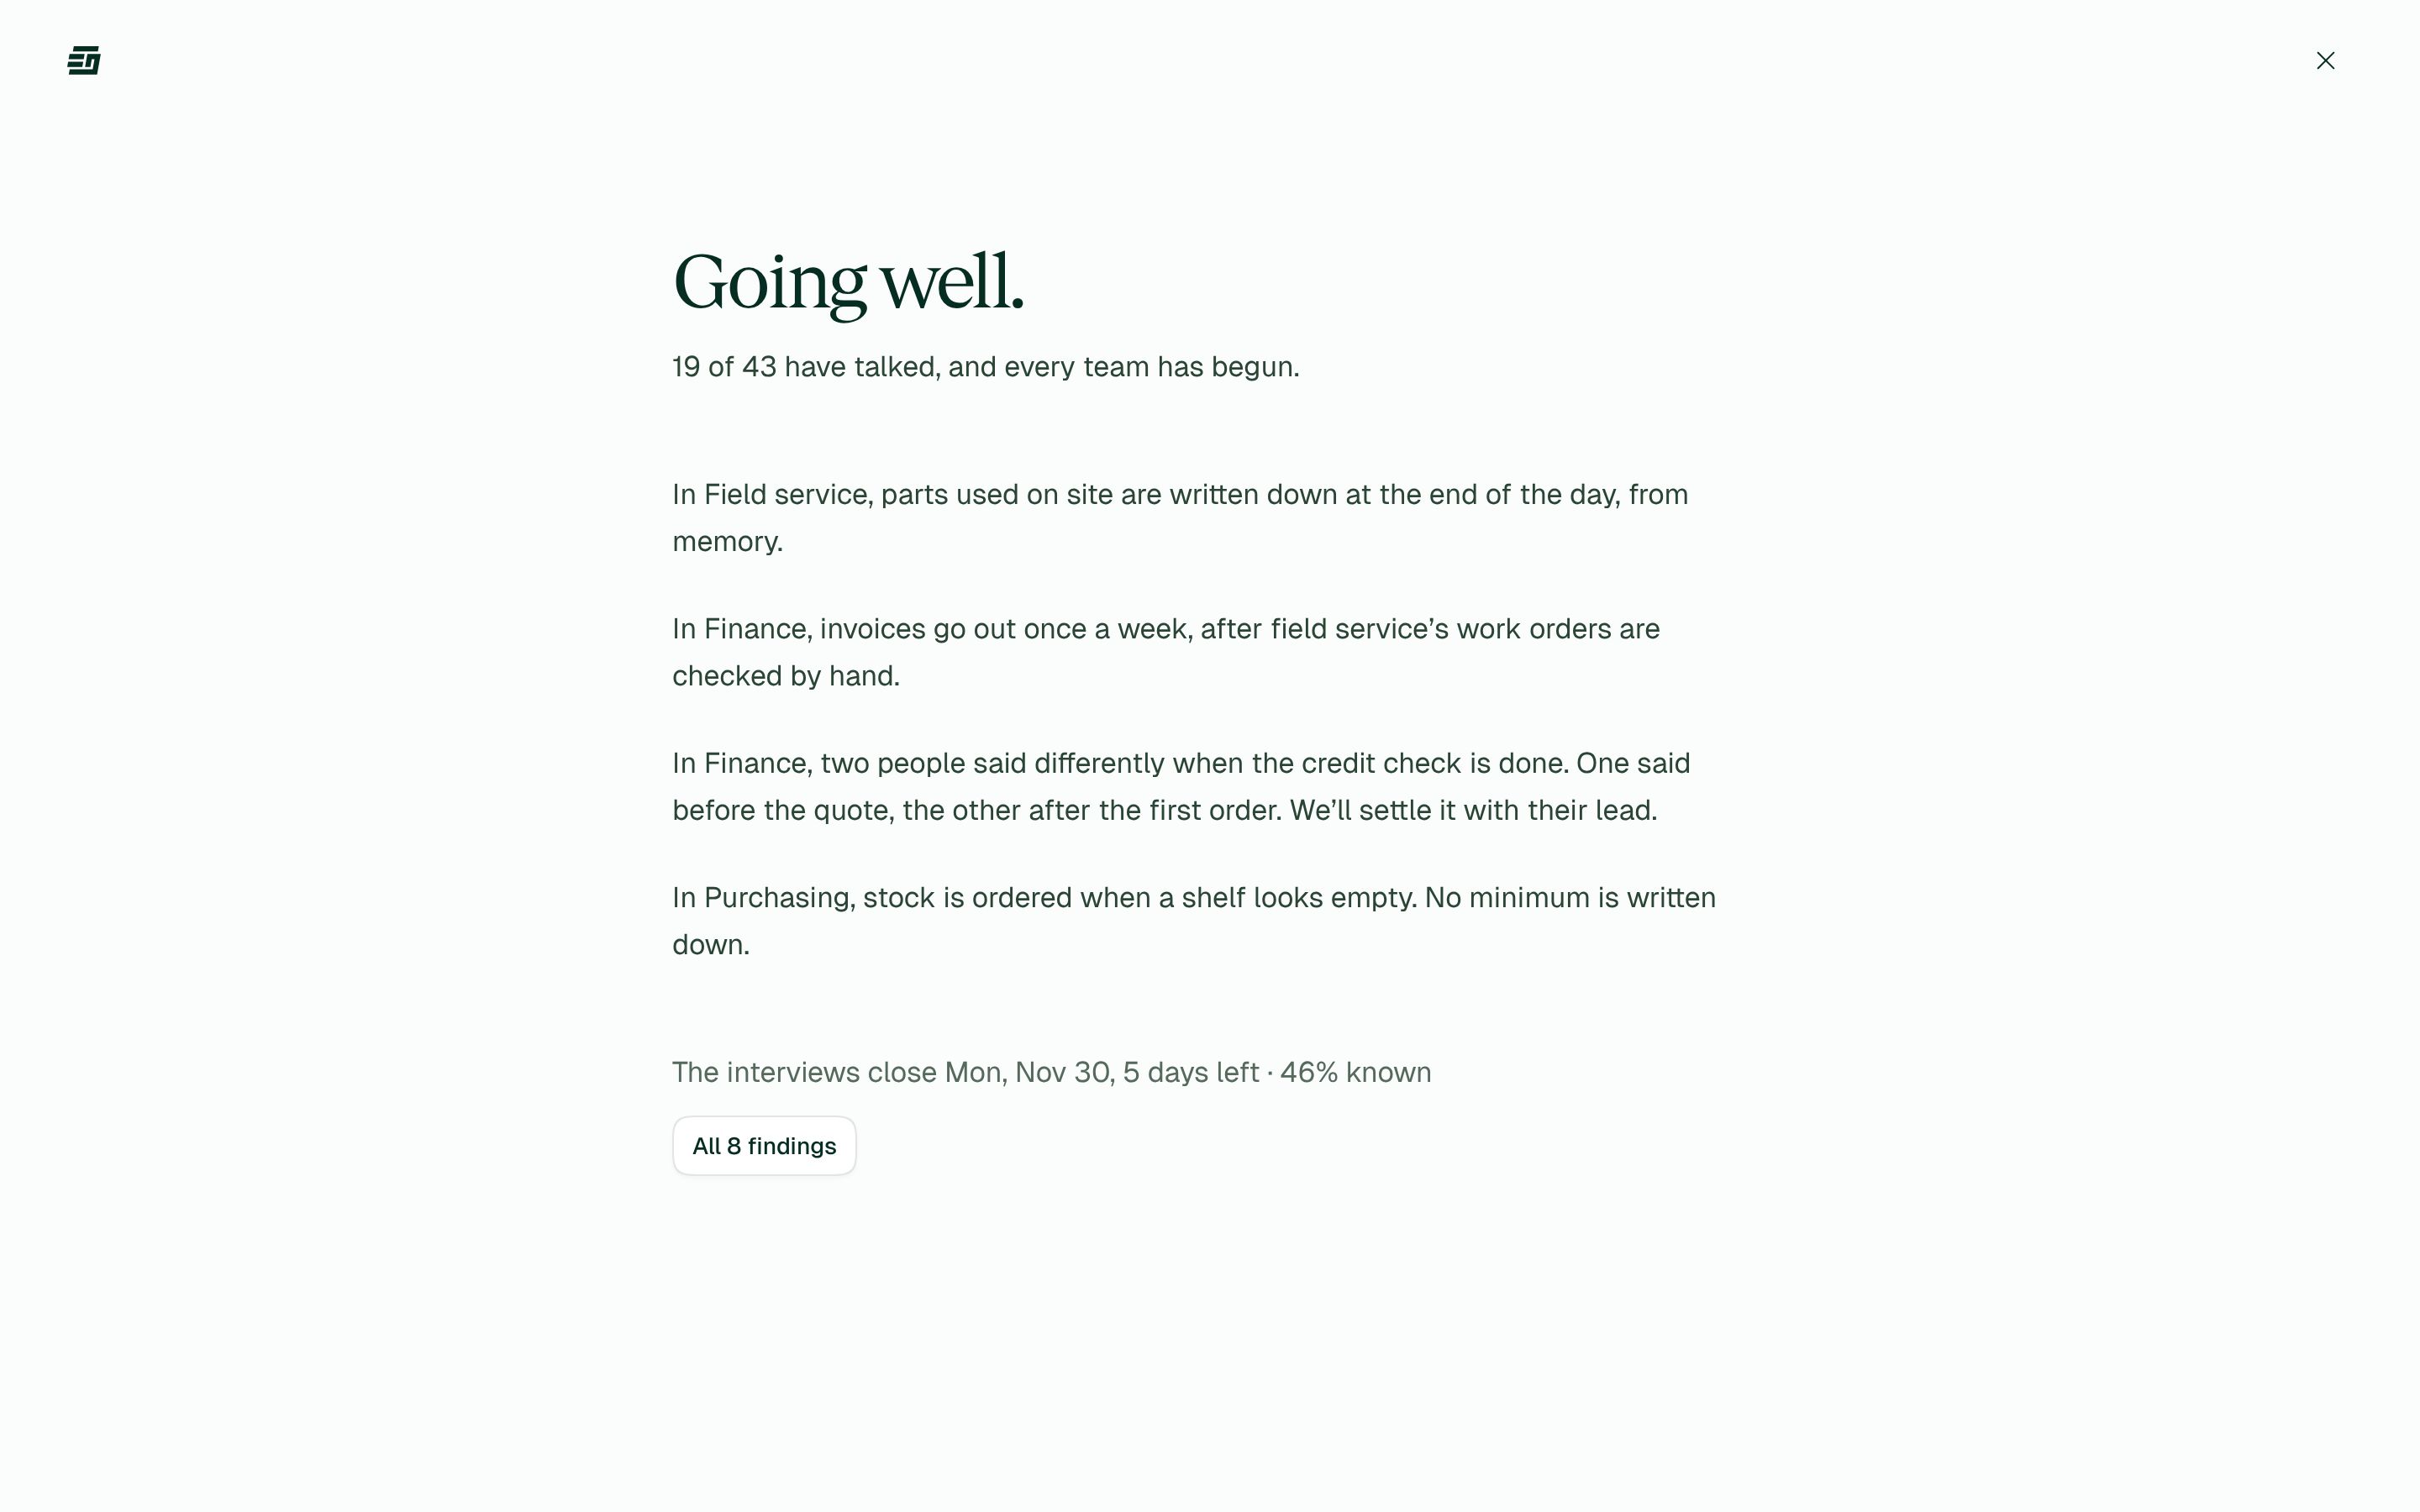 Going well.
19 of 43 have talked, and every team has begun.
In Field service, parts used on site are written down at the end of the day, from
memory.
In Finance, invoices go out once a week, after field service’s work orders are
checked by hand.
In Finance, two people said differently when the credit check is done. One said
before the quote, the other after the first order. We’ll settle it with their lead.
In Purchasing, stock is ordered when a shelf looks empty. No minimum is written
down.
The interviews close Mon, Nov 30, 5 days left · 46% known
All 8 findings